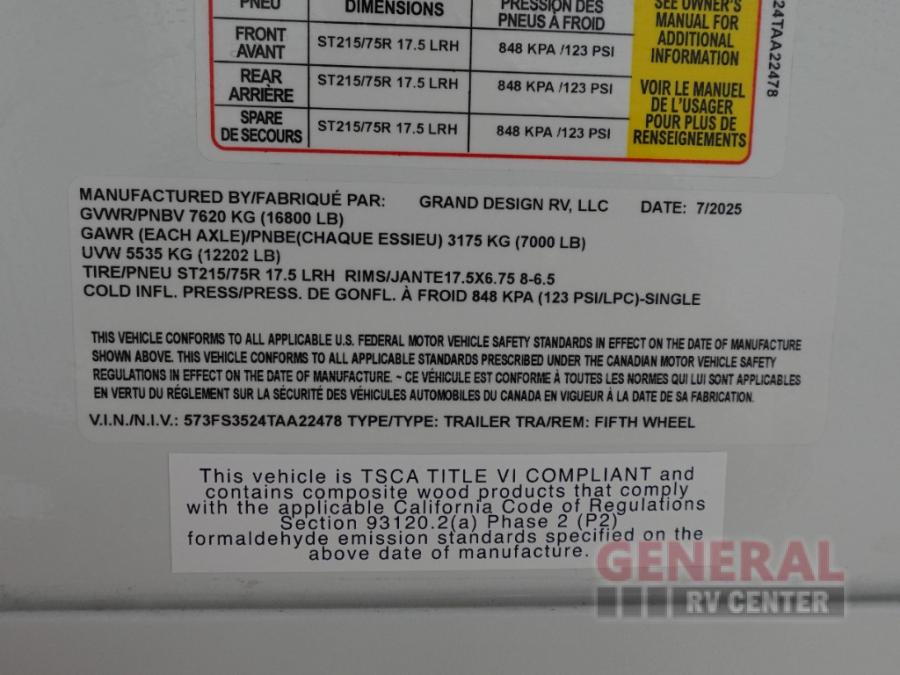 PNEU DIMENSIONS PRESSION DES
PNEUS À FROID
SEE OWNER'S
MANUAL FOR
ADDITIONAL
INFORMATION
FRONT
AVANT
ST215/75R 17.5 LRH 848 KPA /123 PSI
REAR
ARRIÈRE
ST215/75R 17.5 LRH 848 KPA /123 PSI
SPARE
DE SECOURS
ST215/75R 17.5 LRH 848 KPA /123 PSI
VOIR LE MANUEL
DE L'USAGER
POUR PLUS DE
RENSEIGNEMENTS
24TAA22478
MANUFACTURED BY/FABRIQUÉ PAR: GRAND DESIGN RV, LLC DATE: 7/2025
GVWR/PNBV 7620 KG (16800 LB)
GAWR (EACH AXLE)/PNBE(CHAQUE ESSIEU) 3175 KG (7000 LB)
UVW 5535 KG (12202 LB)
TIRE/PNEU ST215/75R 17.5 LRH RIMS/JANTE17.5X6.75 8-6.5
COLD INFL. PRESS/PRESS. DE GONFL. À FROID 848 KPA (123 PSI/LPC)-SINGLE
THIS VEHICLE CONFORMS TO ALL APPLICABLE U.S. FEDERAL MOTOR VEHICLE SAFETY STANDARDS IN EFFECT ON THE DATE OF MANUFACTURE
SHOWN ABOVE. THIS VEHICLE CONFORMS TO ALL APPLICABLE STANDARDS PRESCRIBED UNDER THE CANADIAN MOTOR VEHICLE SAFETY
REGULATIONS IN EFFECT ON THE DATE OF MANUFACTURE. ~ CE VÉHICULE EST CONFORME À TOUTES LES NORMES QUI LUI SONT APPLICABLES
EN VERTU DU RÉGLEMENT SUR LA SÉCURITÉ DES VÉHICULES AUTOMOBILES DU CANADA EN VIGUEUR À LA DATE DE SA FABRICATION.
V.I.N./N.I.V.: 573FS3524TAA22478 TYPE/TYPE: TRAILER TRA/REM: FIFTH WHEEL
This vehicle is TSCA TITLE VI COMPLIANT and
contains composite wood products that comply
with the applicable California Code of Regulations
Section 93120.2(a) Phase 2 (P2)
formaldehyde emission standards specified on the
above date of manufacture.
GENERAL
RV CENTER